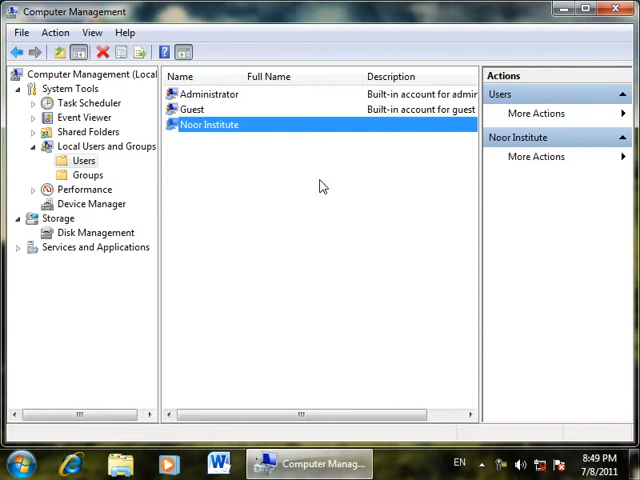 Computer Management
File Action View Help
Computer Management (Local
System Tools
Task Scheduler
Event Viewer
Shared Folders
Local Users and Groups
Users
Groups
Performance
Device Manager
Storage
Disk Management
Services and Applications
Name Full Name Description
Administrator Built-in account for admin
Guest Built-in account for guest
Noor Institute
Actions
Users
More Actions
Noor Institute
More Actions
Computer Manag...
EN
8:49 PM
7/8/2011